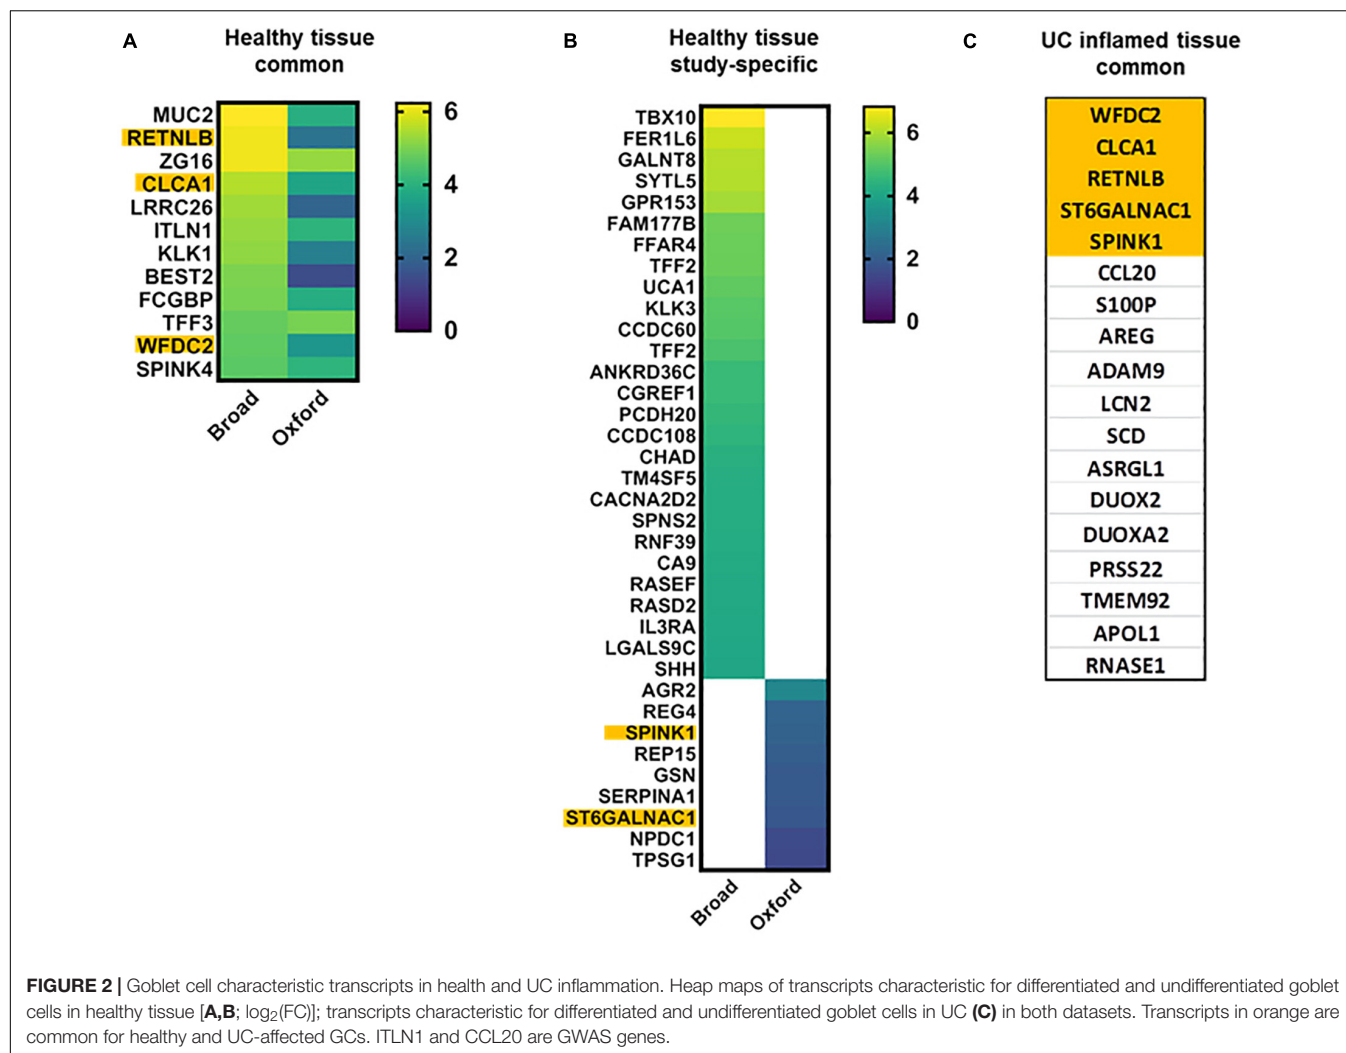 A
Healthy tissue
common
MUC2
RETNLB
ZG16
CLCA1
LRRC26
ITLN1
KLK1
BEST2
FCGBP
TFF3
WFDC2
SPINK4
Broad
Oxford
6
4
2
0
B
Healthy tissue
study-specific
TBX10
FER1L6
GALNT8
SYTL5
GPR153
FAM177B
FFAR4
TFF2
UCA1
KLK3
CCDC60
TFF2
ANKRD36C
CGREF1
PCDH20
CCDC108
CHAD
TM4SF5
CACNA2D2
SPNS2
RNF39
CA9
RASEF
RASD2
IL3RA
LGALS9C
SHH
AGR2
REG4
SPINK1
REP15
GSN
SERPINA1
ST6GALNAC1
NPDC1
TPSG1
Broad
Oxford
6
4
2
0
C
UC inflamed tissue
common
WFDC2
CLCA1
RETNLB
ST6GALNAC1
SPINK1
CCL20
S100P
AREG
ADAM9
LCN2
SCD
ASRGL1
DUOX2
DUOXA2
PRSS22
TMEM92
APOL1
RNASE1
FIGURE 2 | Goblet cell characteristic transcripts in health and UC inflammation. Heap maps of transcripts characteristic for differentiated and undifferentiated goblet
cells in healthy tissue [A,B; log₂(FC)]; transcripts characteristic for differentiated and undifferentiated goblet cells in UC (C) in both datasets. Transcripts in orange are
common for healthy and UC-affected GCs. ITLN1 and CCL20 are GWAS genes.